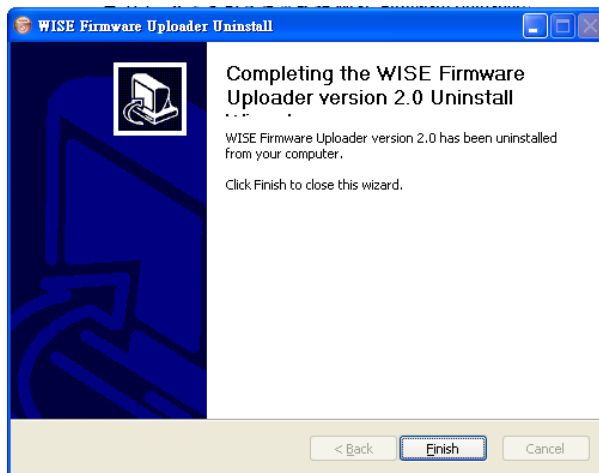 WISE Firmware Uploader Uninstall
Completing the WISE Firmware
Uploader version 2.0 Uninstall
WISE Firmware Uploader version 2.0 has been uninstalled
from your computer.
Click Finish to close this wizard.
< Back
Finish
Cancel